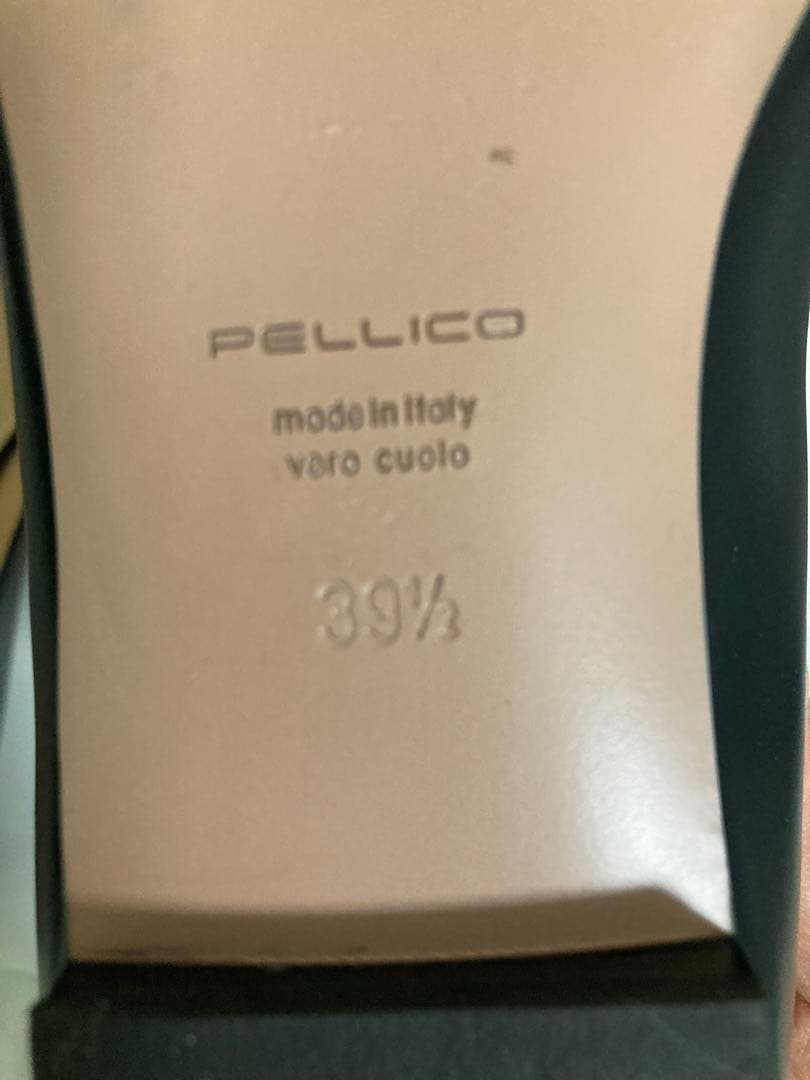 PELLICO
made in Italy
vero cuoio
39½